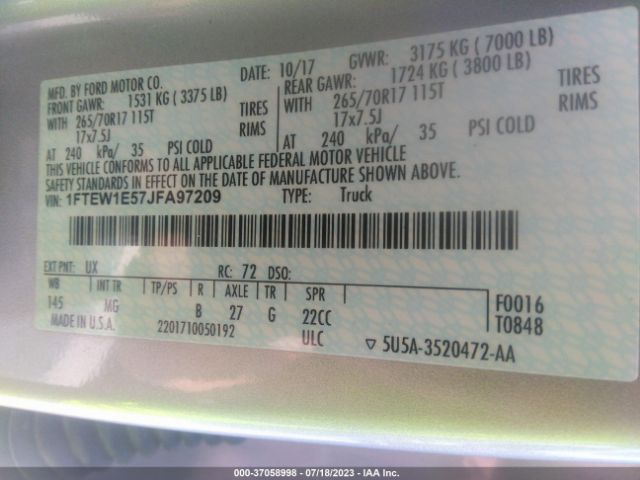 MFD. BY FORD MOTOR CO.
DATE: 10/17 GVWR: 3175 KG ( 7000 LB)
FRONT GAWR: 1531 KG ( 3375 LB) REAR GAWR: 1724 KG ( 3800 LB)
WITH 265/70R17 115T TIRES WITH 265/70R17 115T TIRES
17x7.5J RIMS 17x7.5J RIMS
AT 240 kPa/ 35 PSI COLD AT 240 kPa/ 35 PSI COLD
THIS VEHICLE CONFORMS TO ALL APPLICABLE FEDERAL MOTOR VEHICLE
SAFETY STANDARDS IN EFFECT ON THE DATE OF MANUFACTURE SHOWN ABOVE.
VIN: 1FTEW1E57JFA97209 TYPE: Truck
EXT PNT: UX RC: 72 DSO:
WB INT TR TP/PS R AXLE TR SPR
145 MG B 27 G 22CC
F0016
T0848
MADE IN U.S.A. 2201710050192 ULC
▽ 5U5A-3520472-AA
000-37058998 - 07/18/2023 - IAA Inc.